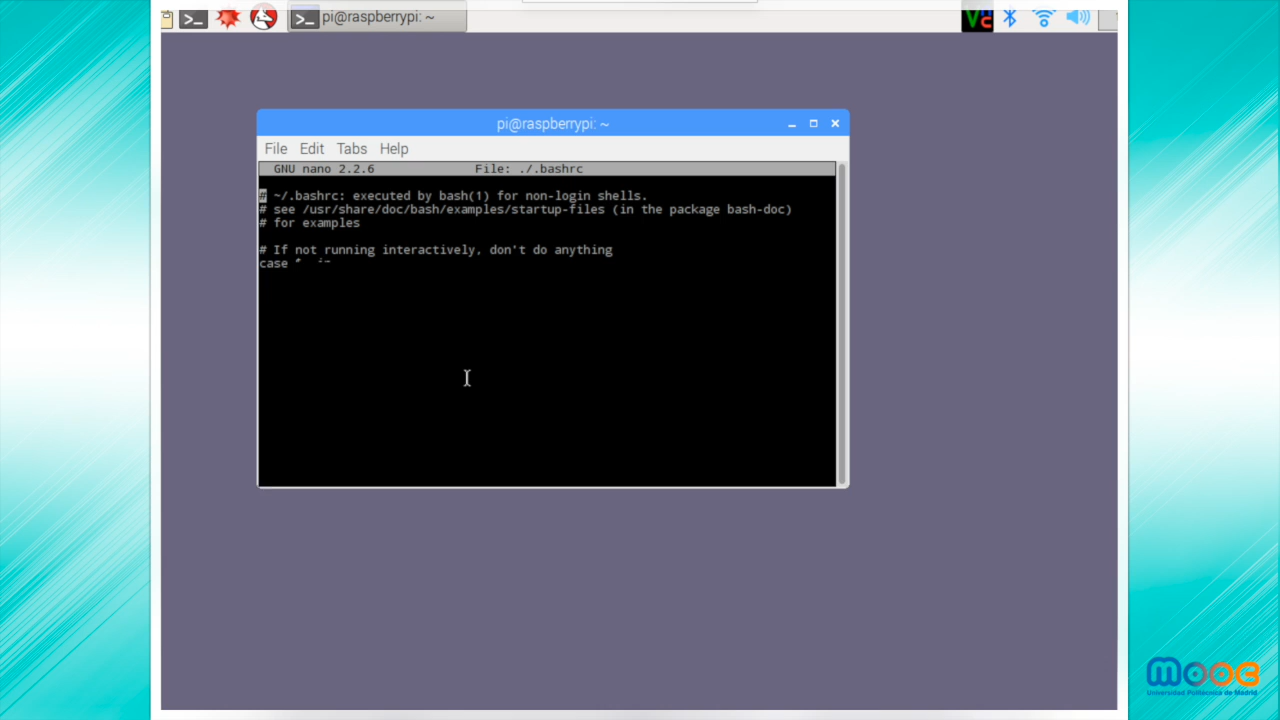 pi@raspberrypi: ~
pi@raspberrypi: ~
File Edit Tabs Help
GNU nano 2.2.6 File: ./.bashrc
# ~/.bashrc: executed by bash(1) for non-login shells.
# see /usr/share/doc/bash/examples/startup-files (in the package bash-doc)
# for examples
# If not running interactively, don't do anything
case
mooc
Universidad Politécnica de Madrid